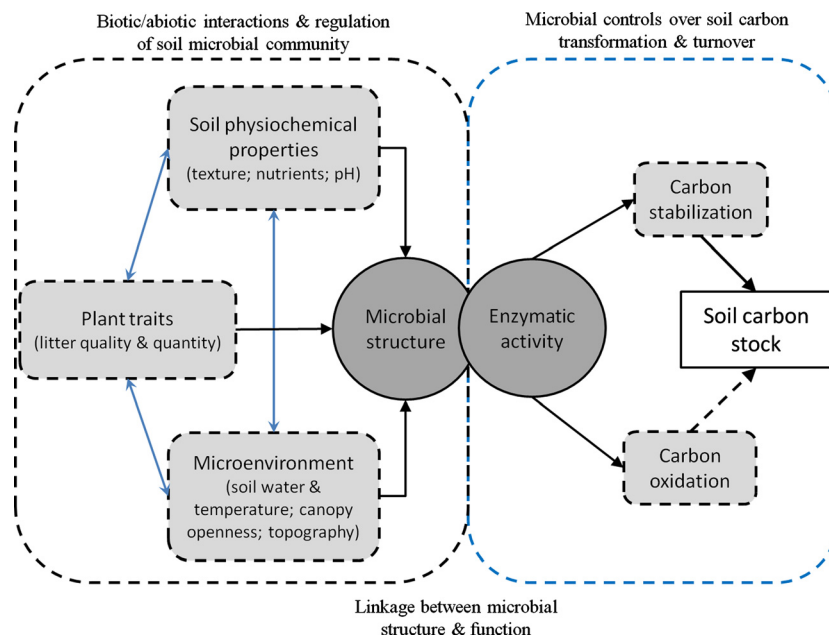 Biotic/abiotic interactions & regulation
of soil microbial community
Microbial controls over soil carbon
transformation & turnover
Soil physiochemical
properties
(texture; nutrients; pH)
Carbon
stabilization
Plant traits
(litter quality & quantity)
Microbial
structure
Enzymatic
activity
Soil carbon
stock
Microenvironment
(soil water &
temperature; canopy
openness; topography)
Carbon
oxidation
Linkage between microbial
structure & function